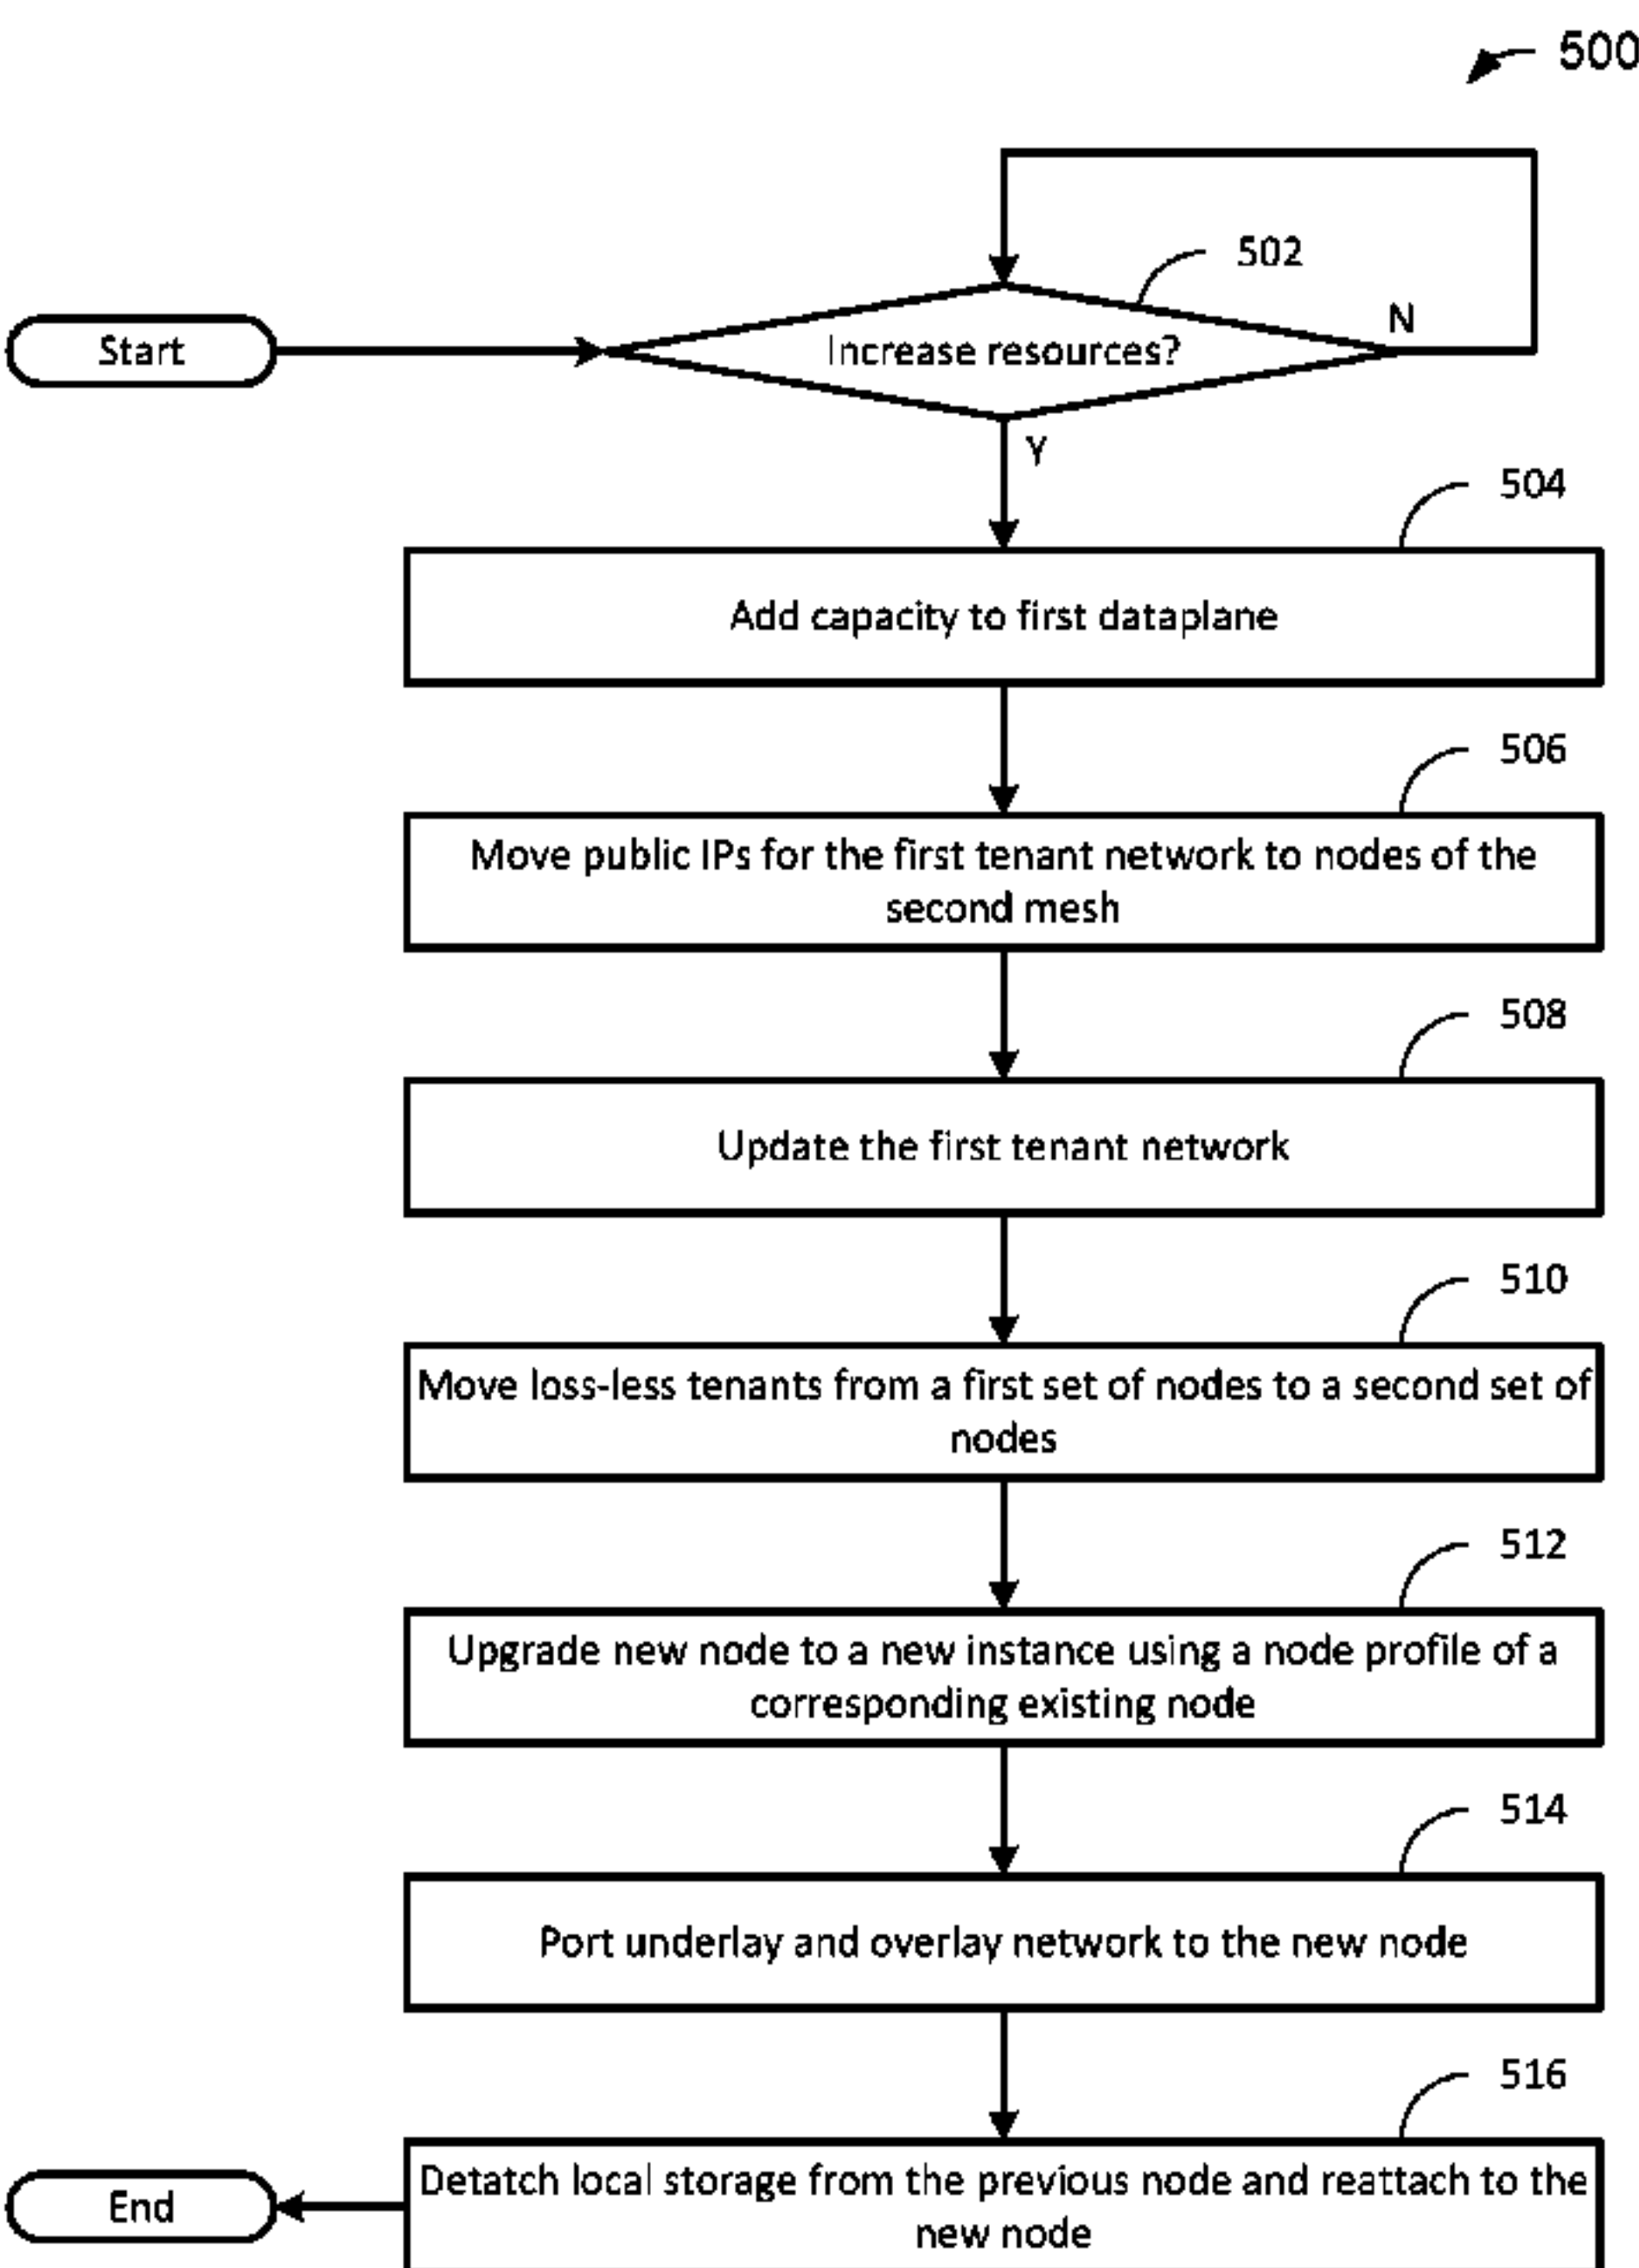 500
502
N
Start
Increase resources?
Y
504
Add capacity to first dataplane
506
Move public IPs for the first tenant network to nodes of the
second mesh
508
Update the first tenant network
510
Move loss-less tenants from a first set of nodes to a second set of
nodes
512
Upgrade new node to a new instance using a node profile of a
corresponding existing node
514
Port underlay and overlay network to the new node
516
Detatch local storage from the previous node and reattach to the
new node
End